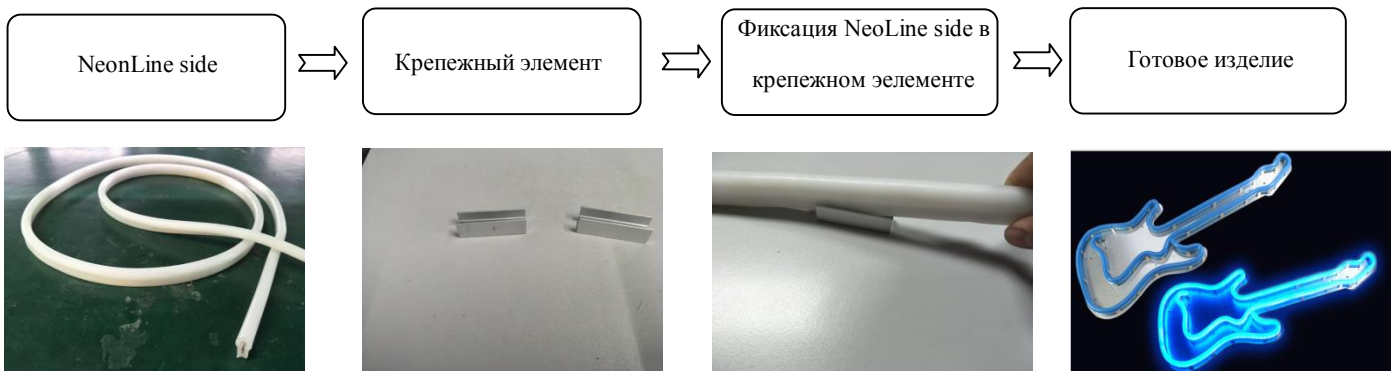 NeonLine side
Крепежный элемент
Фиксация NeoLine side в
крепежном эелементе
Готовое изделие